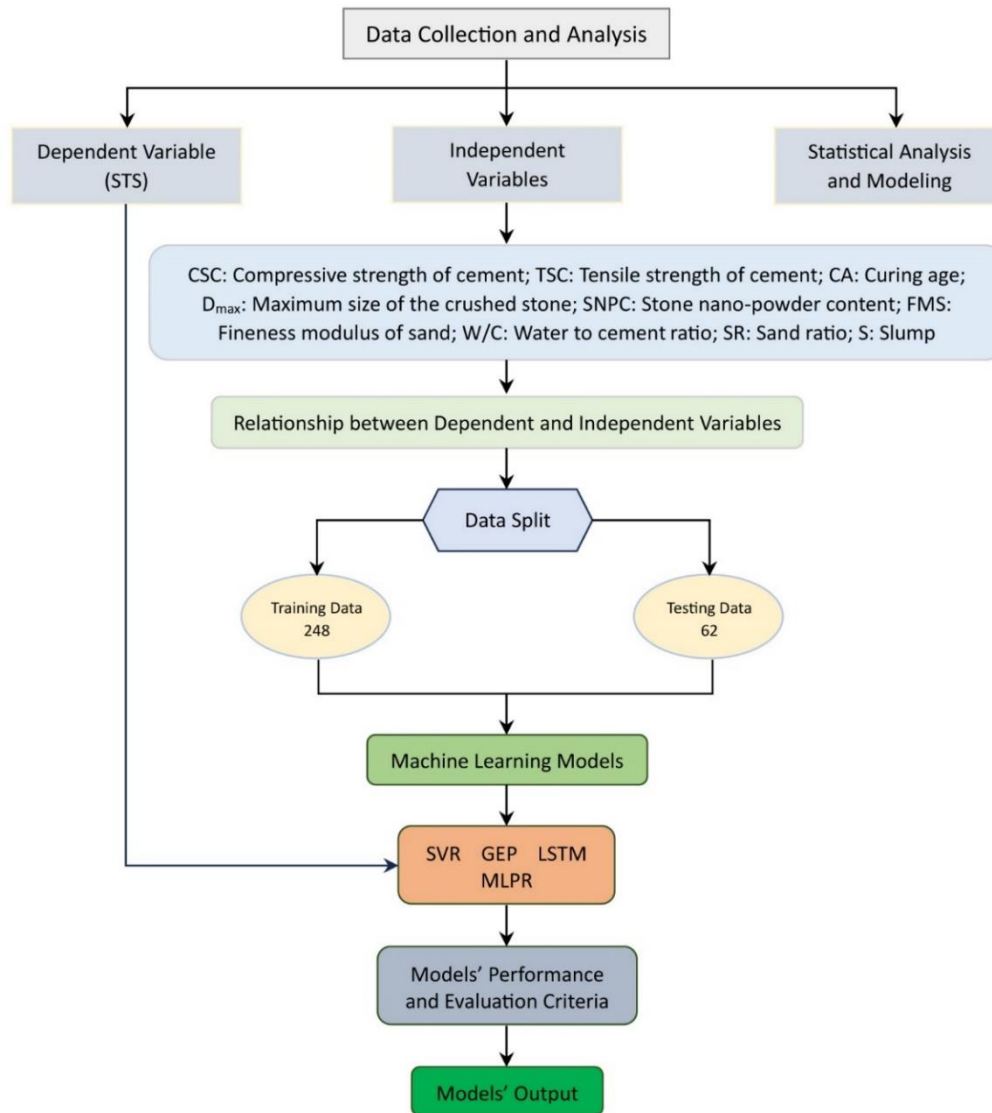 Data Collection and Analysis
Dependent Variable
(STS)
Independent
Variables
Statistical Analysis
and Modeling
CSC: Compressive strength of cement; TSC: Tensile strength of cement; CA: Curing age;
Dmax: Maximum size of the crushed stone; SNPC: Stone nano-powder content; FMS:
Fineness modulus of sand; W/C: Water to cement ratio; SR: Sand ratio; S: Slump
Relationship between Dependent and Independent Variables
Data Split
Training Data
248
Testing Data
62
Machine Learning Models
SVR GEP LSTM
MLPR
Models’ Performance
and Evaluation Criteria
Models’ Output